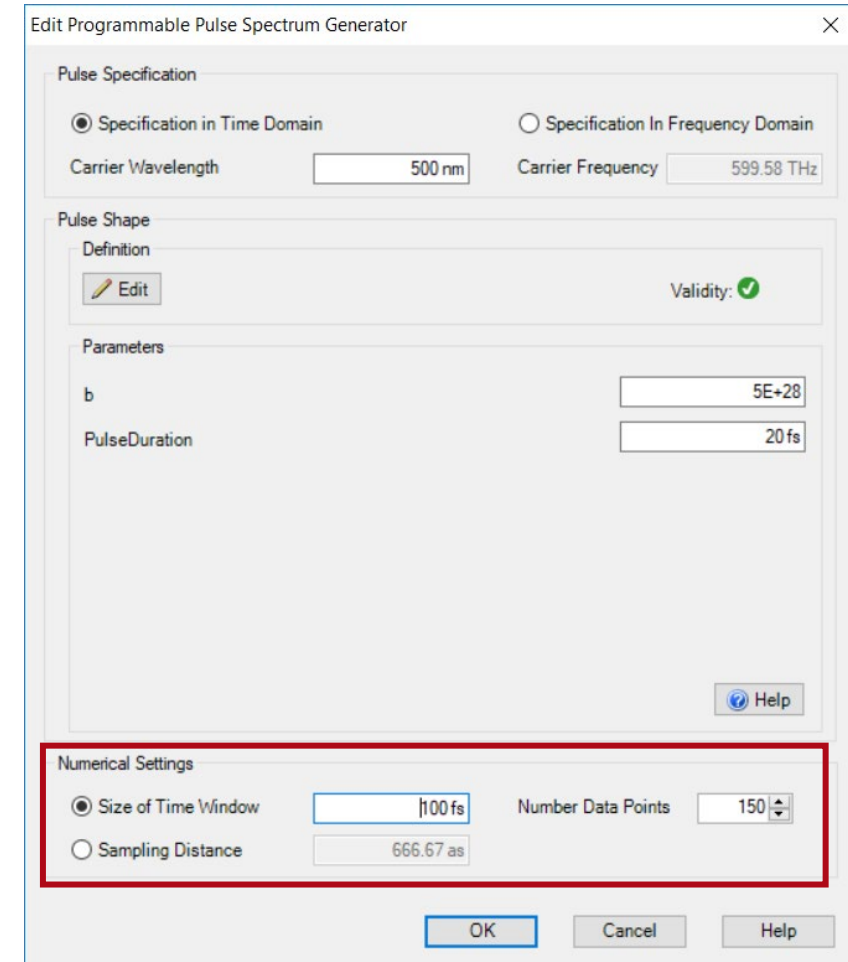 Edit Programmable Pulse Spectrum Generator
Pulse Specification
Specification in Time Domain
Specification In Frequency Domain
Carrier Wavelength
500 nm
Carrier Frequency
599.58 THz
Pulse Shape
Definition
Edit
Validity:
Parameters
b
5E+28
PulseDuration
20 fs
Help
Numerical Settings
Size of Time Window
100 fs
Number Data Points
150
Sampling Distance
666.67 as
OK
Cancel
Help